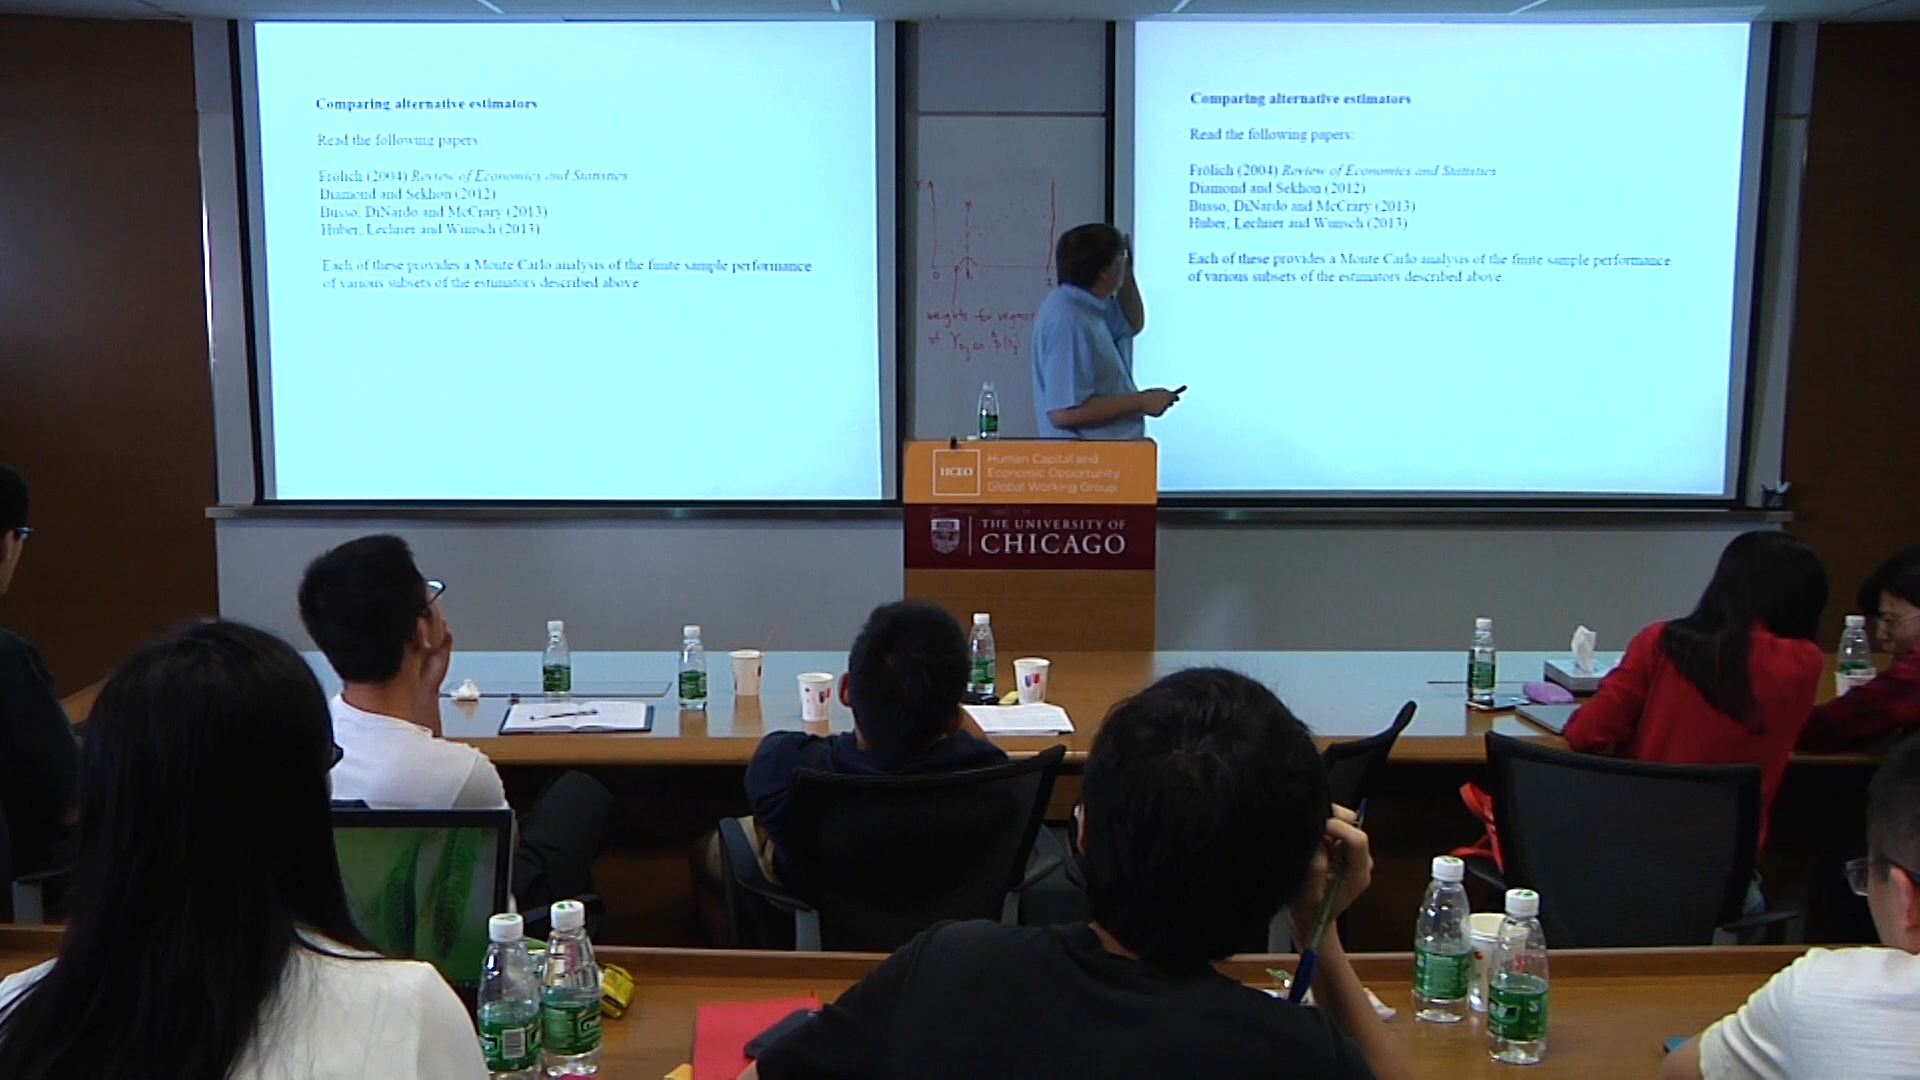 Comparing alternative estimators
Read the following papers:
Frölich (2004) Review of Economics and Statistics
Diamond and Sekhon (2012)
Busso, DiNardo and McCrary (2013)
Huber, Lechner and Wunsch (2013)
Each of these provides a Monte Carlo analysis of the finite sample performance
of various subsets of the estimators described above.
Y
0
weights for
at
Comparing alternative estimators
Read the following papers:
Frölich (2004) Review of Economics and Statistics
Diamond and Sekhon (2012)
Busso, DiNardo and McCrary (2013)
Huber, Lechner and Wunsch (2013)
Each of these provides a Monte Carlo analysis of the finite sample performance
of various subsets of the estimators described above.
HCEO
Human Capital and
Economic Opportunity
Global Working Group
THE UNIVERSITY OF
CHICAGO